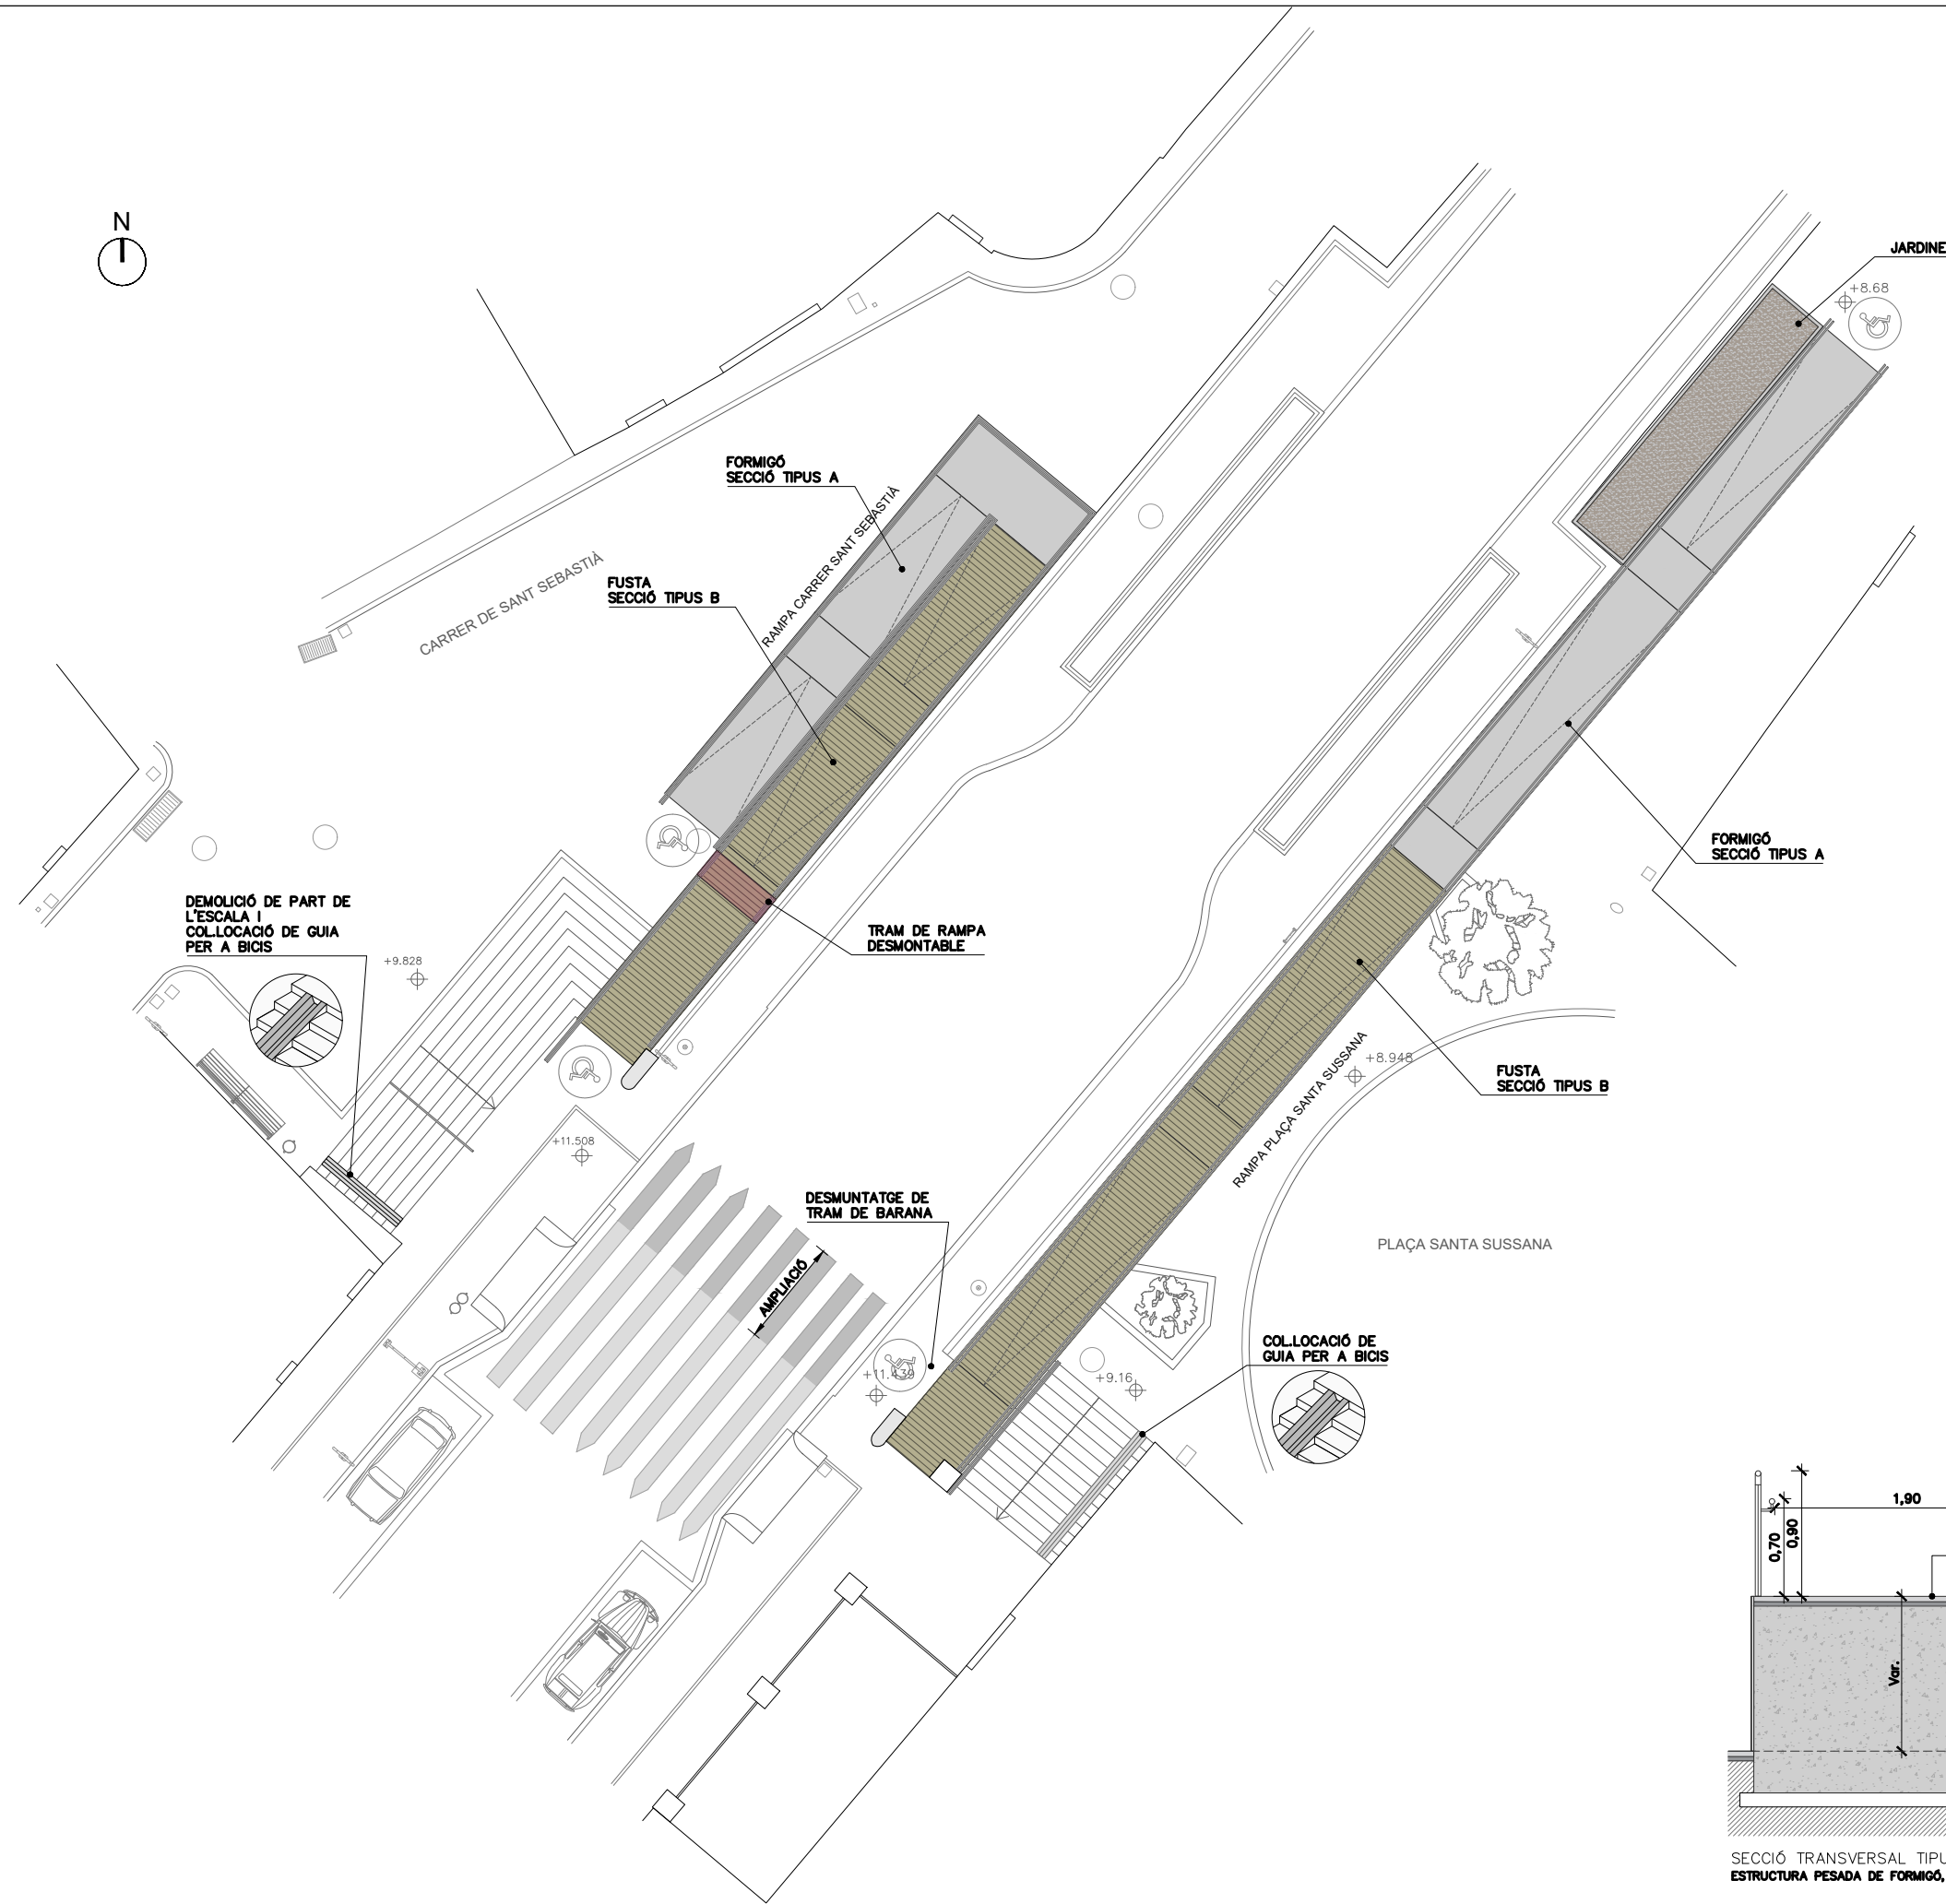 N
JARDINE
+8.68
FORMIGÓ
SECCIÓ TIPUS A
RAMPA CARRER SANT SEBASTIÀ
FUSTA
SECCIÓ TIPUS B
CARRER DE SANT SEBASTIÀ
FORMIGÓ
SECCIÓ TIPUS A
DEMOLICIÓ DE PART DE
L'ESCALA I
COL.LOCACIÓ DE GUIA
PER A BICIS
+9.828
TRAM DE RAMPA
DESMONTABLE
+8.948
FUSTA
SECCIÓ TIPUS B
RAMPA PLAÇA SANTA SUSSANA
+11.508
DESMUNTATGE DE
TRAM DE BARANA
AMPLIACIÓ
PLAÇA SANTA SUSSANA
COL.LOCACIÓ DE
GUIA PER A BICIS
+11.439
+9.16
1,90
0,70
0,90
Var.
SECCIÓ TRANSVERSAL TIPU
ESTRUCTURA PESADA DE FORMIGÓ,